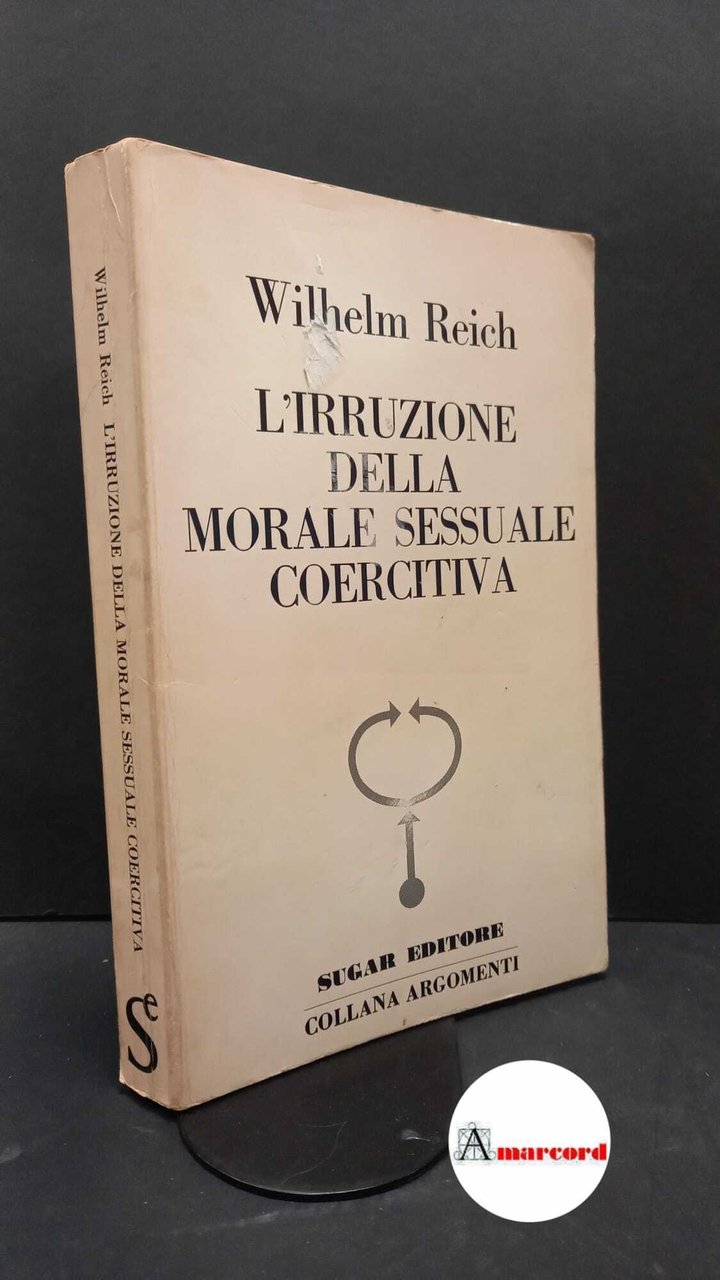 Wilhelm Reich
L'IRRUZIONE
DELLA
MORALE SESSUALE
COERCITIVA
SUGAR EDITORE
COLLANA ARGOMENTI
Wilhelm Reich L'IRRUZIONE DELLA MORALE SESSUALE COERCITIVA
Se
Amarcord